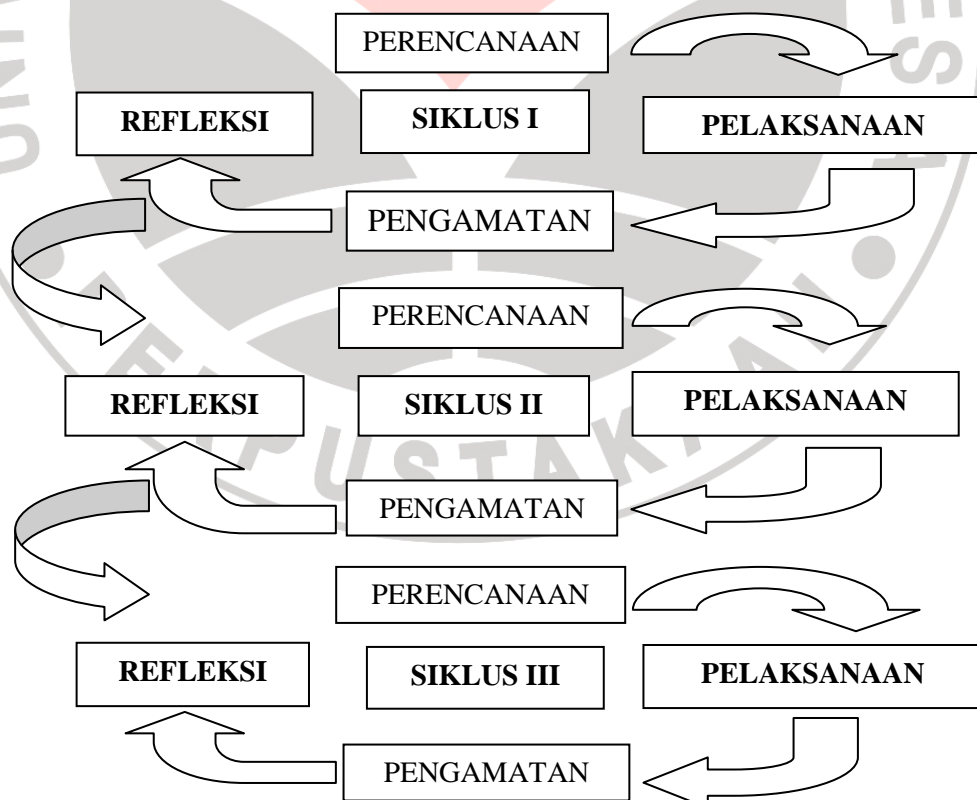 PERENCANAAN
REFLEKSI
SIKLUS I
PELAKSANAAN
PENGAMATAN
PERENCANAAN
REFLEKSI
SIKLUS II
PELAKSANAAN
PENGAMATAN
PERENCANAAN
REFLEKSI
SIKLUS III
PELAKSANAAN
PENGAMATAN